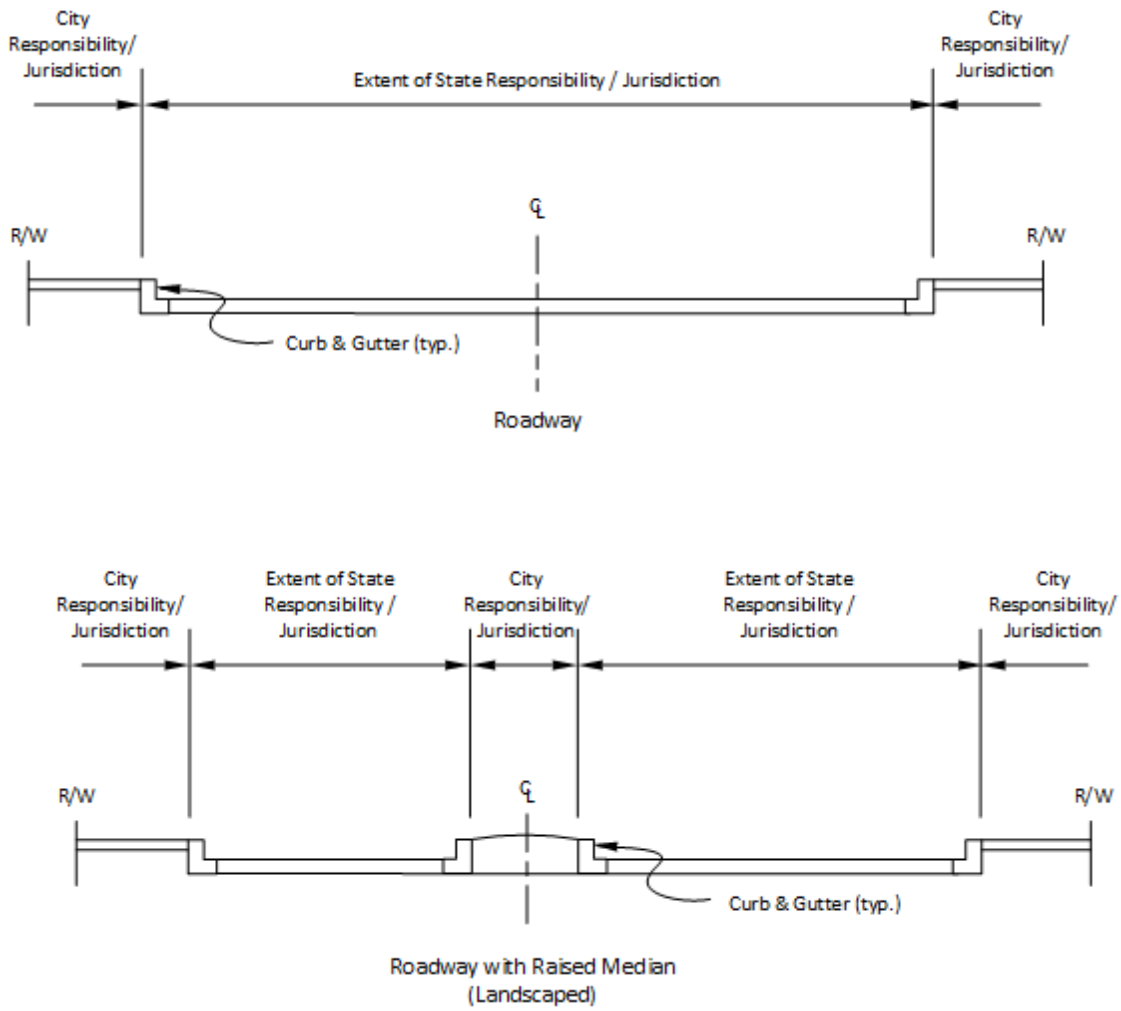 City
Responsibility/
Jurisdiction
Extent of State Responsibility / Jurisdiction
City
Responsibility/
Jurisdiction
℄
R/W
R/W
Curb & Gutter (typ.)
Roadway
City
Responsibility/
Jurisdiction
Extent of State
Responsibility /
Jurisdiction
City
Responsibility/
Jurisdiction
Extent of State
Responsibility /
Jurisdiction
City
Responsibility/
Jurisdiction
℄
R/W
R/W
Curb & Gutter (typ.)
Roadway with Raised Median
(Landscaped)